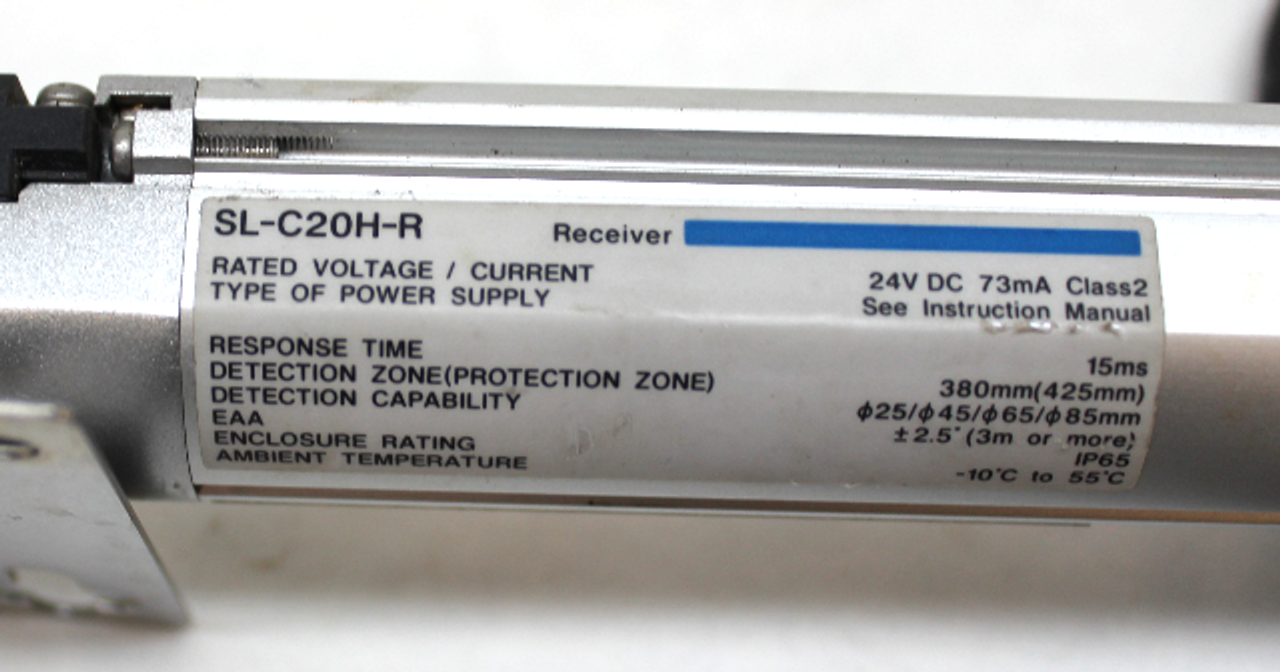 SL-C20H-R Receiver
RATED VOLTAGE / CURRENT 24V DC 73mA Class2
TYPE OF POWER SUPPLY See Instruction Manual
RESPONSE TIME 15ms
DETECTION ZONE(PROTECTION ZONE) 380mm(425mm)
DETECTION CAPABILITY ϕ25/ϕ45/ϕ65/ϕ85mm
EAA ±2.5° (3m or more)
ENCLOSURE RATING IP65
AMBIENT TEMPERATURE -10°C to 55°C